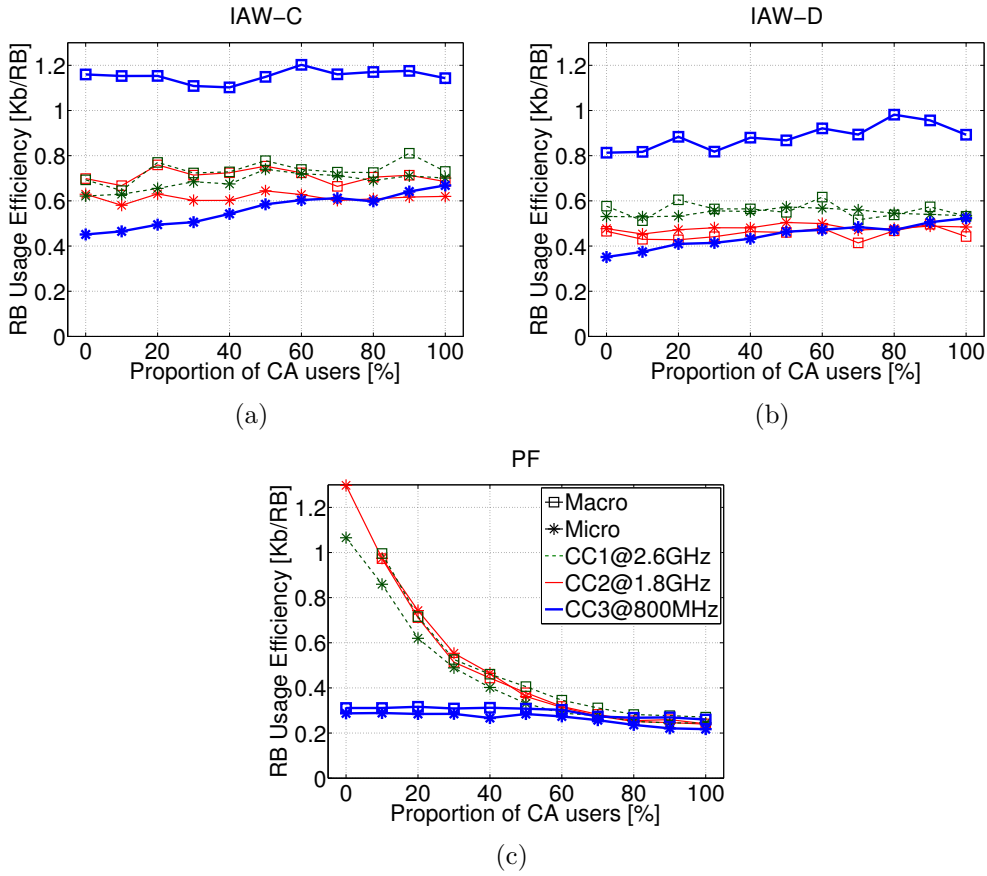 IAW-C
RB Usage Efficiency [Kb/RB]
1.2
1
0.8
0.6
0.4
0.2
0
0 20 40 60 80 100
Proportion of CA users [%]
(a)
IAW-D
RB Usage Efficiency [Kb/RB]
1.2
1
0.8
0.6
0.4
0.2
0
0 20 40 60 80 100
Proportion of CA users [%]
(b)
PF
RB Usage Efficiency [Kb/RB]
1.2
1
0.8
0.6
0.4
0.2
0
Macro
Micro
CC1@2.6GHz
CC2@1.8GHz
CC3@800MHz
0 20 40 60 80 100
Proportion of CA users [%]
(c)